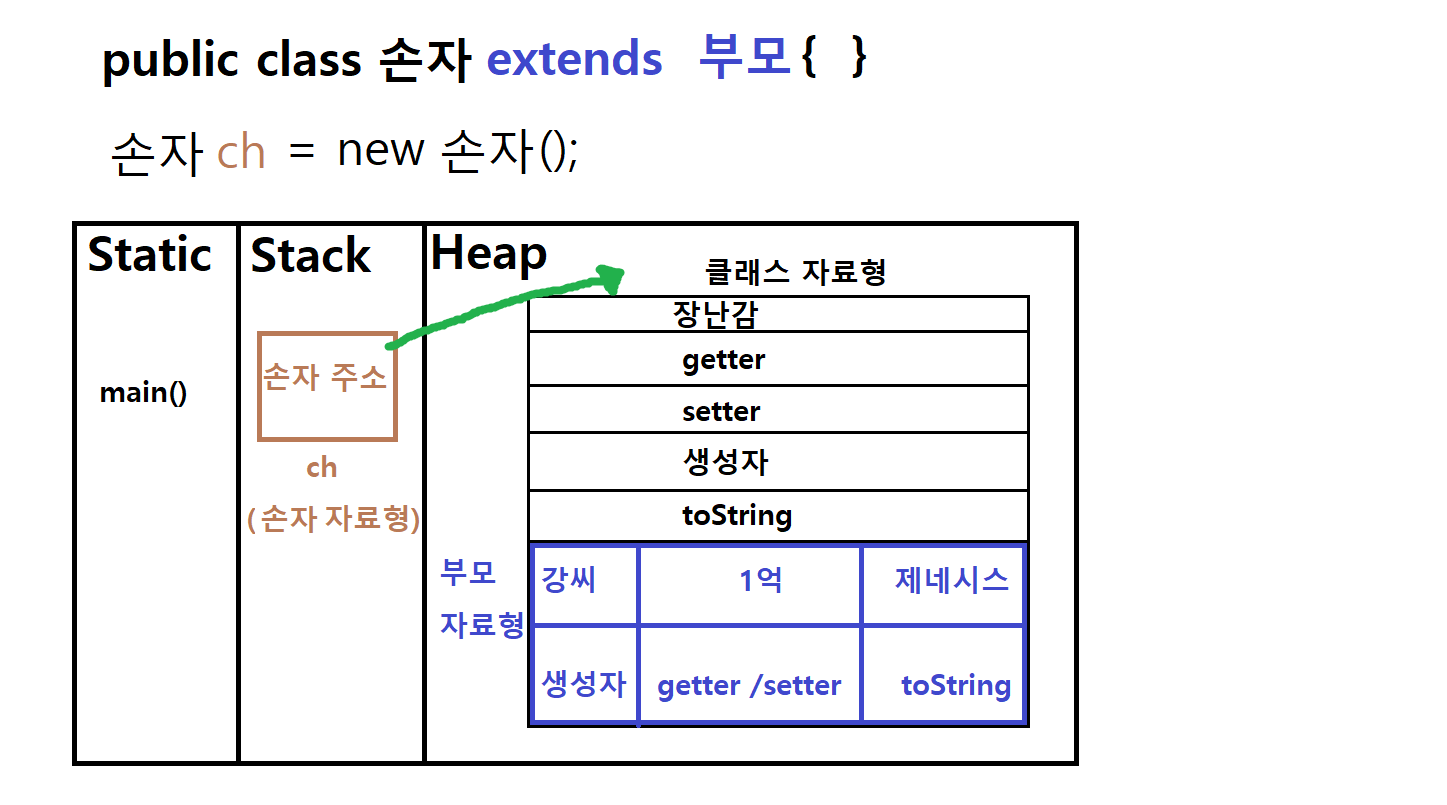 public class 손자 extends 부모 { }
손자 ch = new 손자();
Static
Stack
Heap
클래스 자료형
장난감
getter
setter
생성자
toString
main()
손자 주소
ch
(손자 자료형)
부모
자료형
강씨
1억
제네시스
생성자
getter /setter
toString